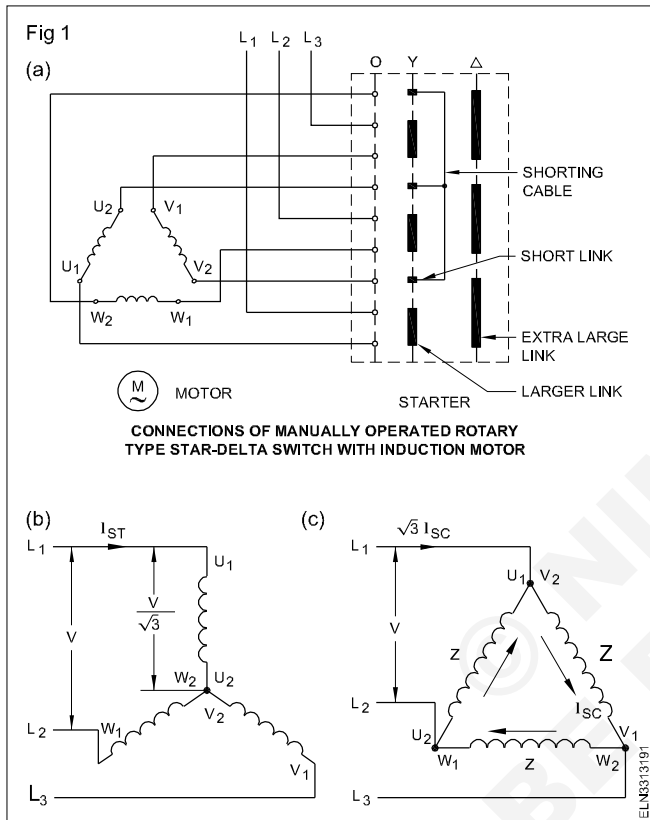 Fig 1
(a)
L1 L2 L3
O Y △
U2 V1
U1 V2
W2 W1
SHORTING
CABLE
SHORT LINK
EXTRA LARGE
LINK
LARGER LINK
M
~
MOTOR
STARTER
CONNECTIONS OF MANUALLY OPERATED ROTARY
TYPE STAR-DELTA SWITCH WITH INDUCTION MOTOR
(b)
L1
IST
U1
V
V
√3
W2 U2
V2
L2
W1
V1
L3
(c)
√3 ISC
L1
U1 V2
V
Z Z
ISC
L2
U2
V1
W1
Z
W2
L3
ELN3313191
© NI
BE